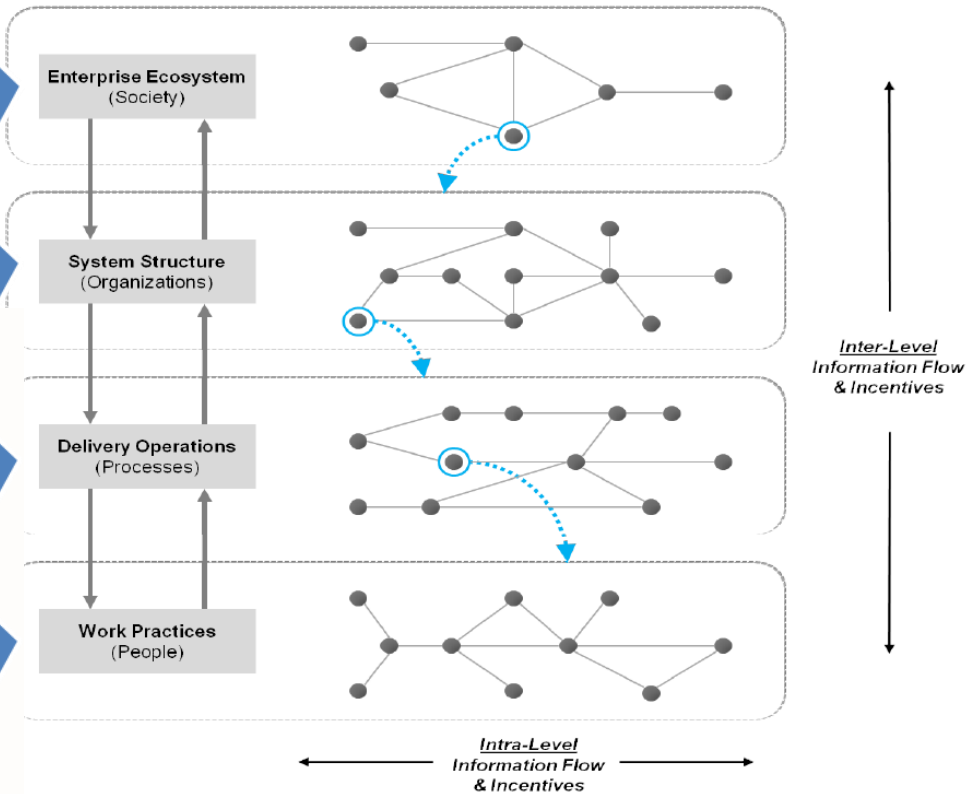 Enterprise Ecosystem
(Society)
System Structure
(Organizations)
Inter-Level
Information Flow
& Incentives
Delivery Operations
(Processes)
Work Practices
(People)
Intra-Level
Information Flow
& Incentives